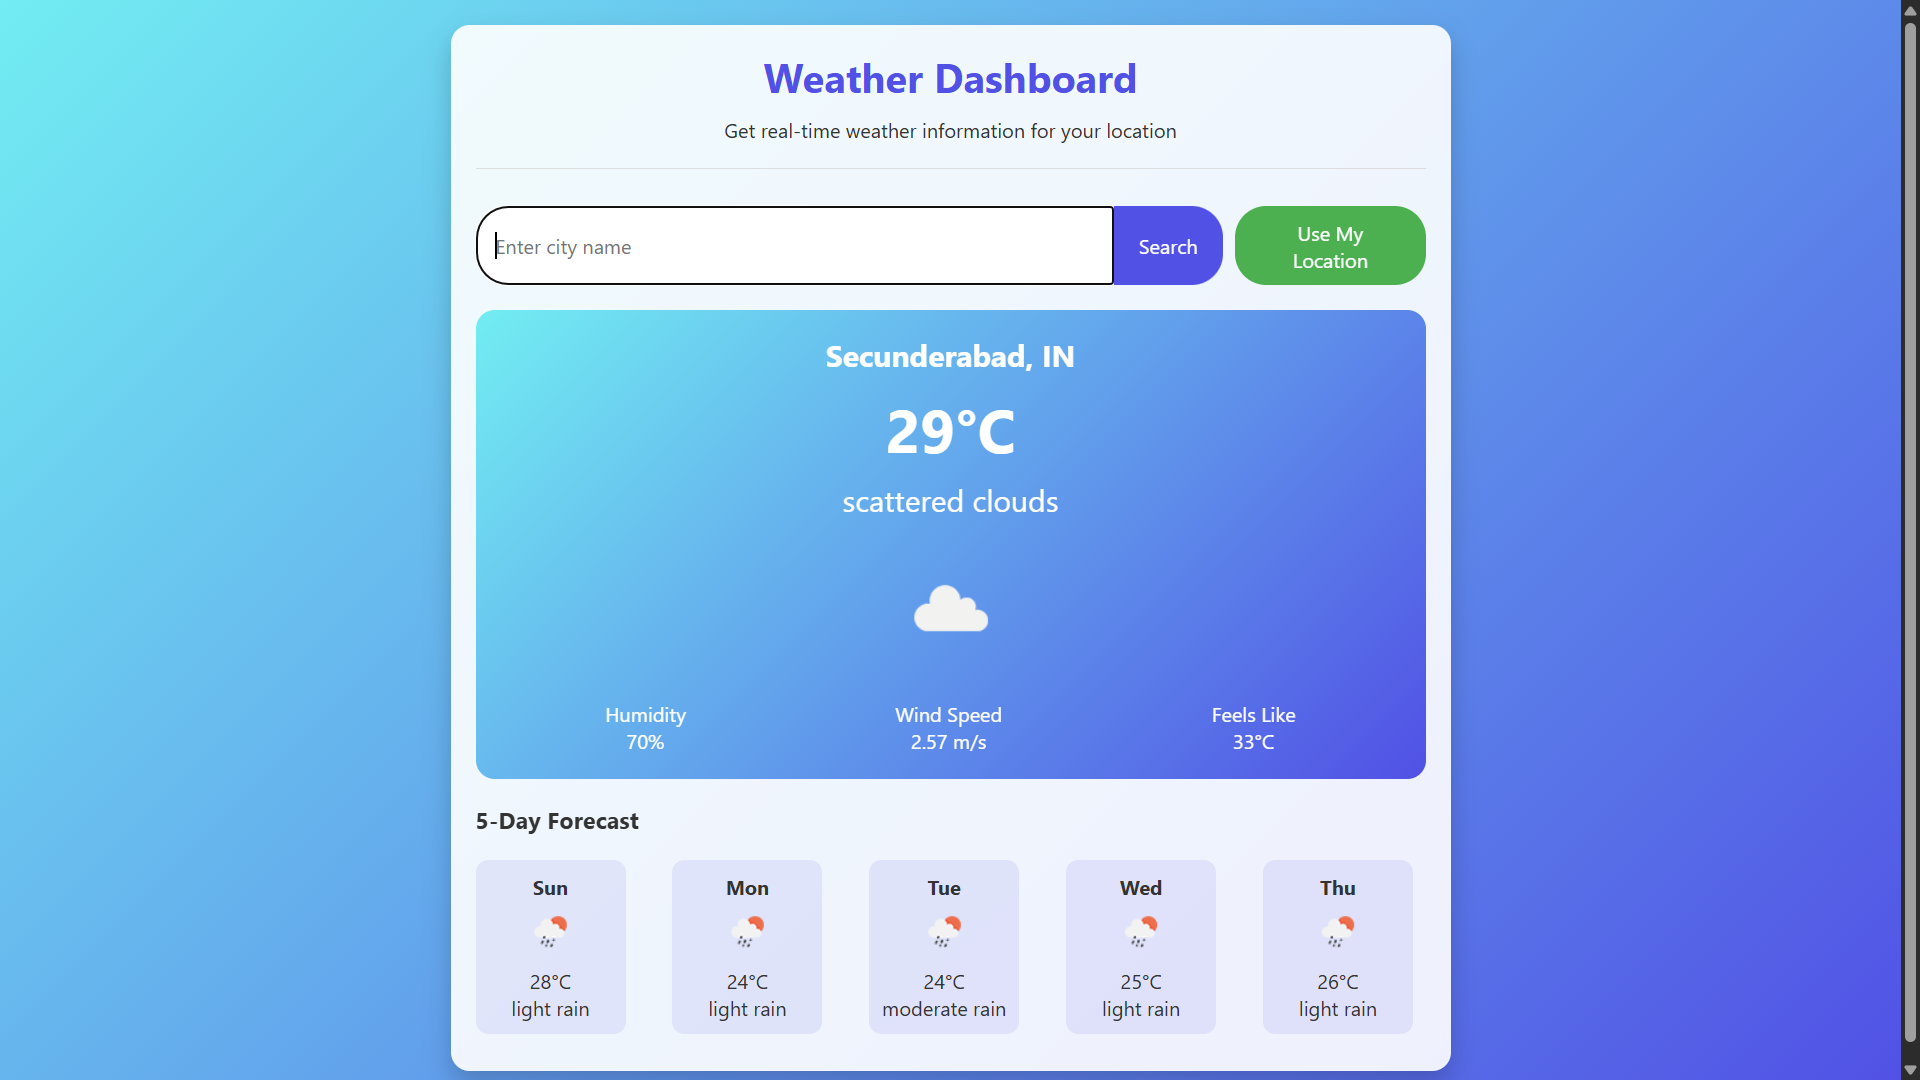 Weather Dashboard
Get real-time weather information for your location
Enter city name
Search
Use My
Location
Secunderabad, IN
29°C
scattered clouds
Humidity
70%
Wind Speed
2.57 m/s
Feels Like
33°C
5-Day Forecast
Sun
28°C
light rain
Mon
24°C
light rain
Tue
24°C
moderate rain
Wed
25°C
light rain
Thu
26°C
light rain